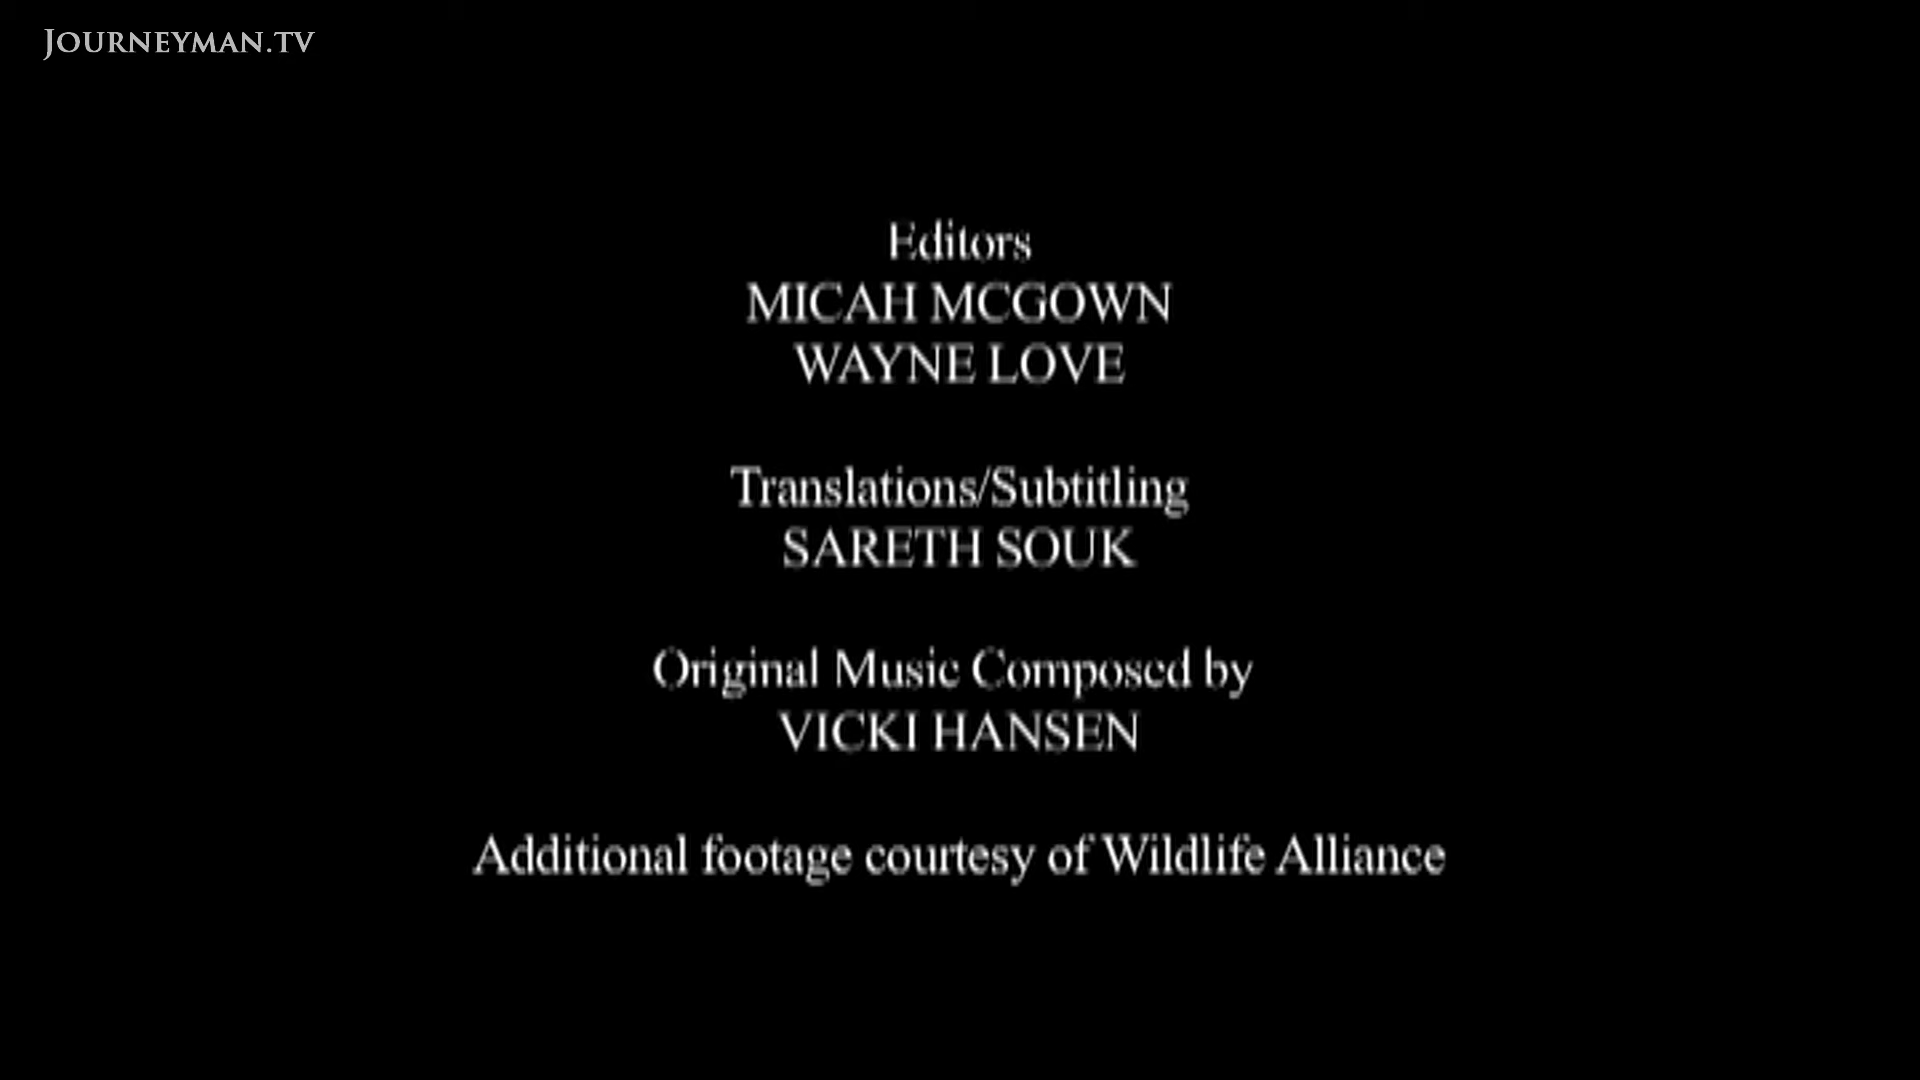 JOURNEYMAN.TV
Editors
MICAH MCGOWN
WAYNE LOVE
Translations/Subtitling
SARETH SOUK
Original Music Composed by
VICKI HANSEN
Additional footage courtesy of Wildlife Alliance